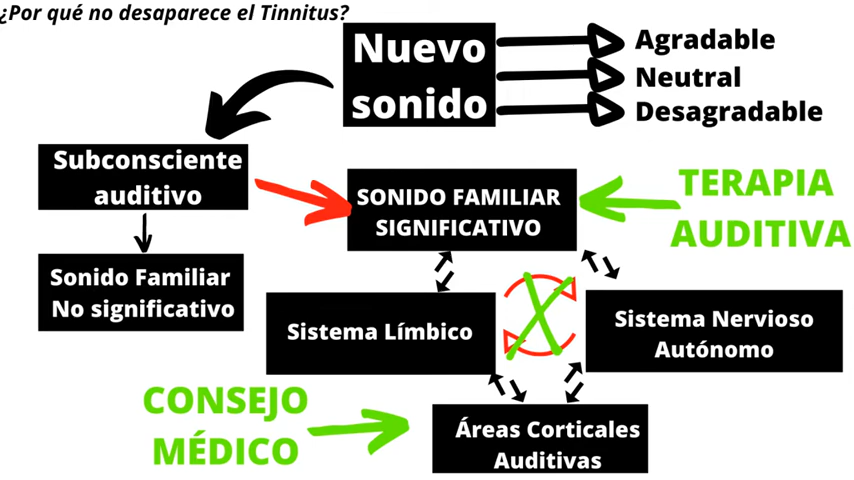 ¿Por qué no desaparece el Tinnitus?
Nuevo
sonido
Agradable
Neutral
Desagradable
Subconsciente
auditivo
SONIDO FAMILIAR
SIGNIFICATIVO
TERAPIA
AUDITIVA
Sonido Familiar
No significativo
Sistema Límbico
Sistema Nervioso
Autónomo
CONSEJO
MÉDICO
Áreas Corticales
Auditivas